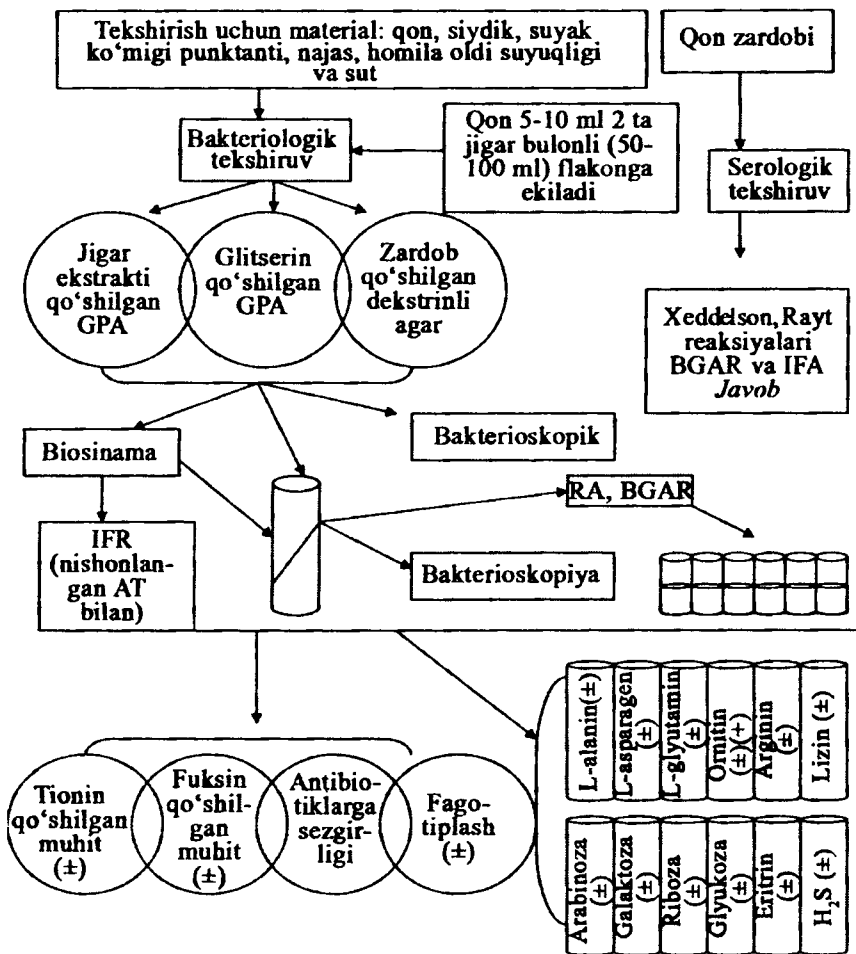 Tekshirish uchun material: qon, siydik, suyak
ko‘migi punktanti, najas, homila oldi suyuqligi
va sut
Qon zardobi
Bakteriologik
tekshiruv
Qon 5-10 ml 2 ta
jigar bulonli (50-
100 ml) flakonga
ekiladi
Serologik
tekshiruv
Jigar
ekstrakti
qo‘shilgan
GPA
Glitserin
qo‘shilgan
GPA
Zardob
qo‘shilgan
dekstrinli
agar
Xeddelson, Rayt
reaksiyalari
BGAR va IFA
Javob
Biosinama
Bakterioskopik
RA, BGAR
IFR
(nishonlan-
gan AT
bilan)
Bakterioskopiya
L-alanin(±)
L-asparagen
(±)
L-glyutamin
(±)
Ornitin
(±)(+)
Arginin
(±)
Lizin (±)
Tionin
qo‘shilgan
muhit
(±)
Fuksin
qo‘shil-
gan
muhit
(±)
Antibio-
tiklarga
sezgir-
ligi
Fago-
tiplash
(±)
Arabinoza
(±)
Galaktoza
(±)
Riboza
(±)
Glyukoza
(±)
Eritrin
(±)
H₂S (±)